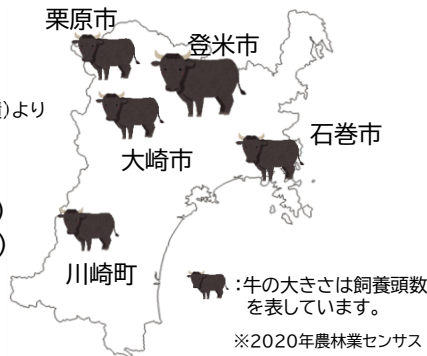 栗原市
登米市
)より
石巻市
大崎市
)
)
川崎町
:牛の大きさは飼養頭数
を表しています。
※2020年農林業センサス